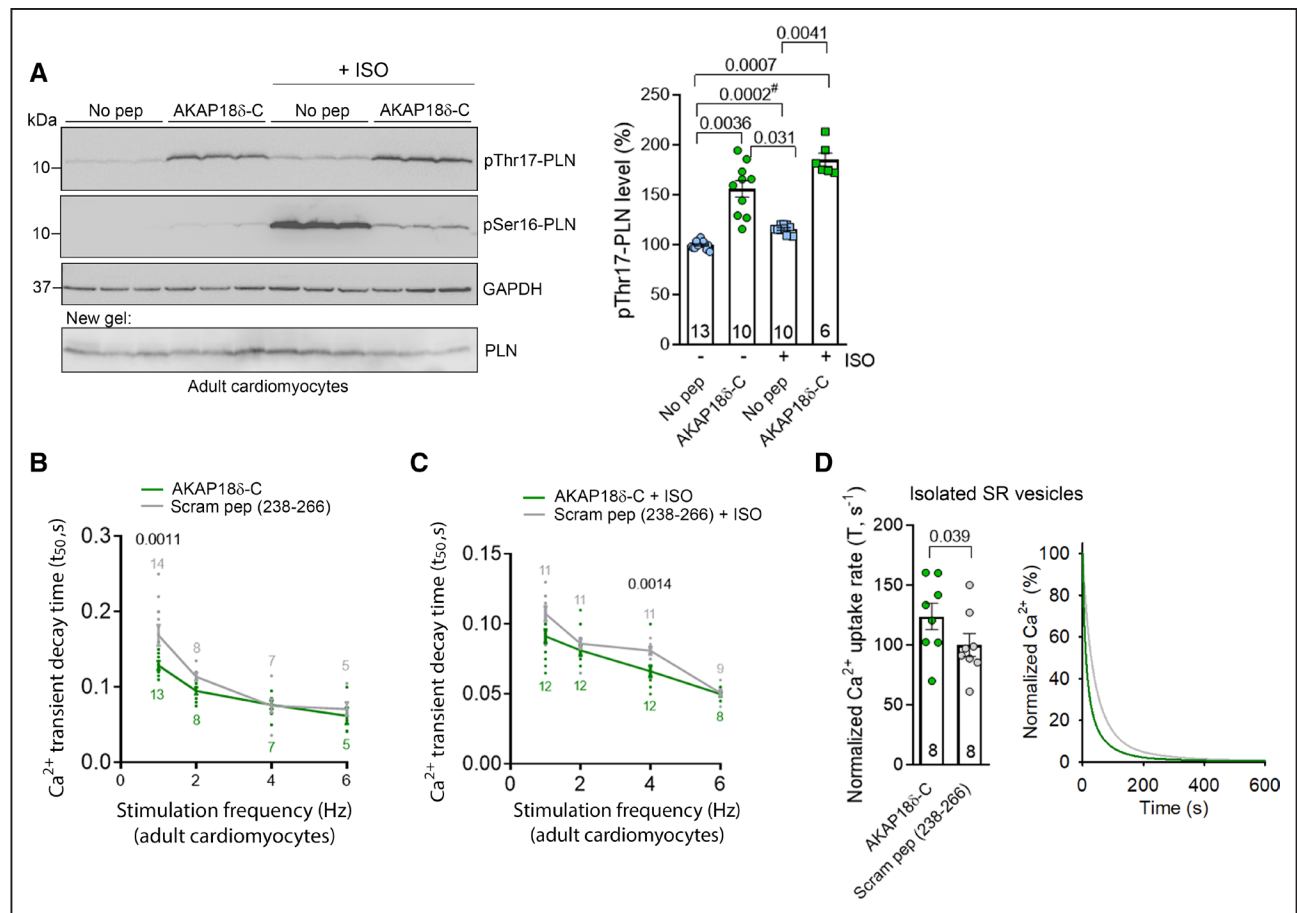 A
+ ISO
No pep AKAP18δ-C No pep AKAP18δ-C
kDa
10 pThr17-PLN
10 pSer16-PLN
37 GAPDH
New gel:
PLN
Adult cardiomyocytes
0.0041
0.0007
0.0002#
0.0036 0.031
pThr17-PLN level (%)
250
200
150
100
50
0
13 10 10 6
- - + + ISO
No pep AKAP18δ-C No pep AKAP18δ-C
B
AKAP18δ-C
Scram pep (238-266)
Ca2+ transient decay time (t50,s)
0.3
0.2
0.1
0.0
0.0011
14 8 7 5
13 8 7 5
0 2 4 6
Stimulation frequency (Hz)
(adult cardiomyocytes)
C
AKAP18δ-C + ISO
Scram pep (238-266) + ISO
Ca2+ transient decay time (t50,s)
0.15
0.10
0.05
0.00
0.0014
11 11 11 9
12 12 12 8
0 2 4 6
Stimulation frequency (Hz)
(adult cardiomyocytes)
D
Isolated SR vesicles
Normalized Ca2+ uptake rate (T, s-1)
200
150
100
50
0
0.039
8 8
AKAP18δ-C Scram pep (238-266)
Normalized Ca2+ (%)
100
80
60
40
20
0
0 200 400 600
Time (s)